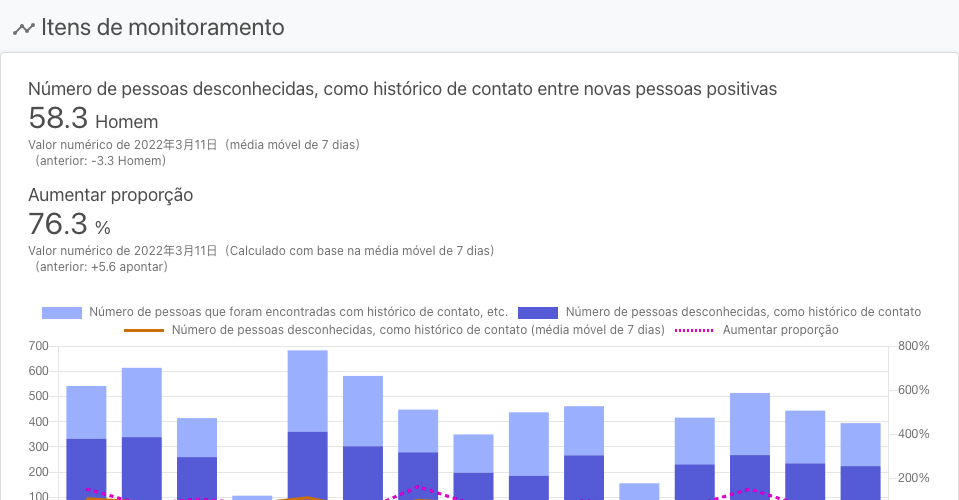 Itens de monitoramento
Número de pessoas desconhecidas, como histórico de contato entre novas pessoas positivas
58.3 Homem
Valor numérico de 2022年3月11日（média móvel de 7 dias）
（anterior: -3.3 Homem）
Aumentar proporção
76.3 %
Valor numérico de 2022年3月11日（Calculado com base na média móvel de 7 dias）
（anterior: +5.6 apontar）
Número de pessoas que foram encontradas com histórico de contato, etc. Número de pessoas desconhecidas, como histórico de contato
Número de pessoas desconhecidas, como histórico de contato (média móvel de 7 dias) Aumentar proporção
700 800%
600 600%
500
400 400%
300
200 200%
100